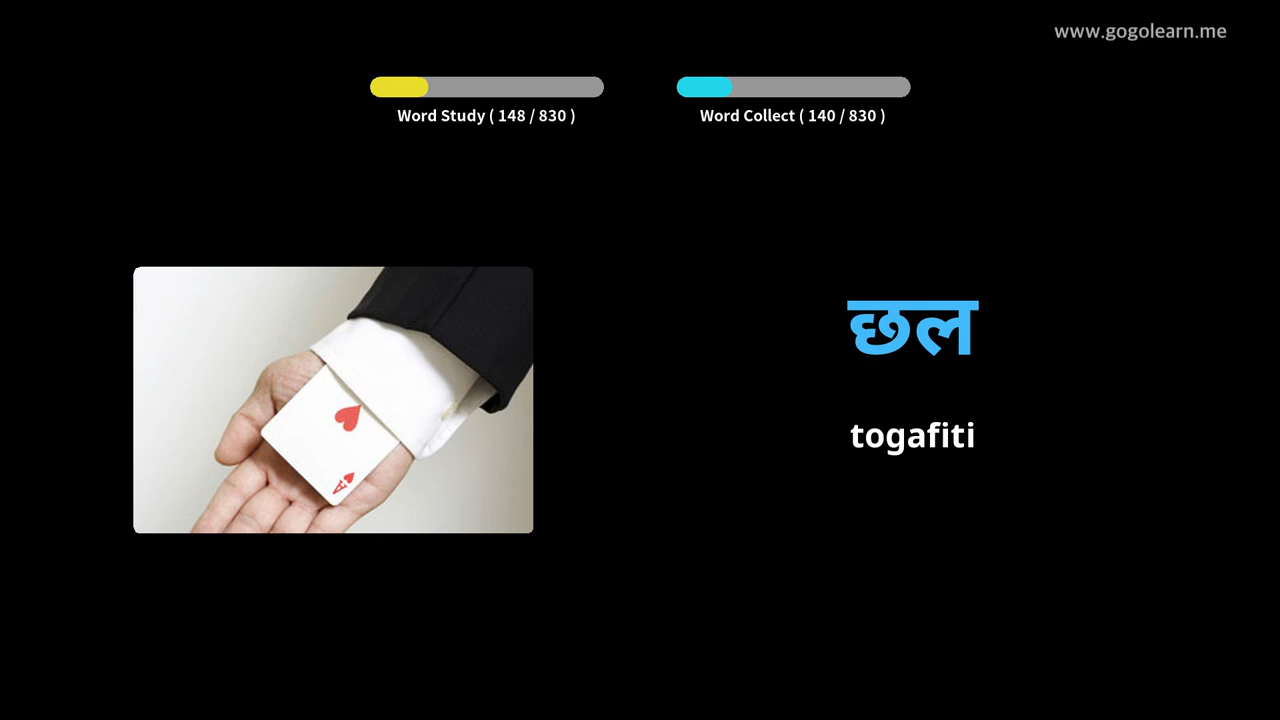 www.gogolearn.me
Word Study ( 148 / 830 )
Word Collect ( 140 / 830 )
छल
togafiti
A